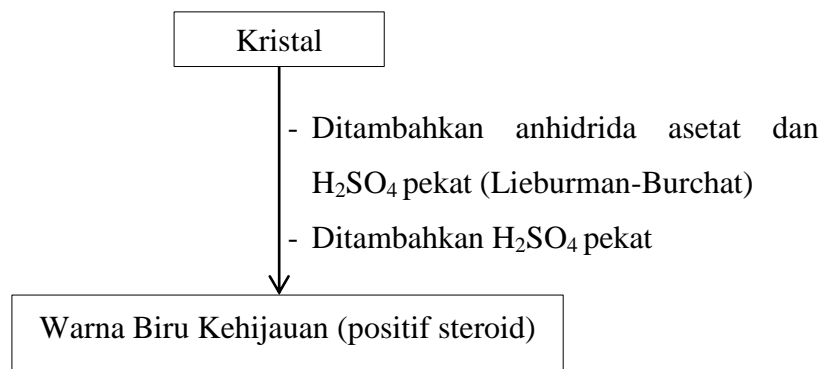 Kristal
- Ditambahkan anhidrida asetat dan
H₂SO₄ pekat (Lieburman-Burchat)
- Ditambahkan H₂SO₄ pekat
Warna Biru Kehijauan (positif steroid)